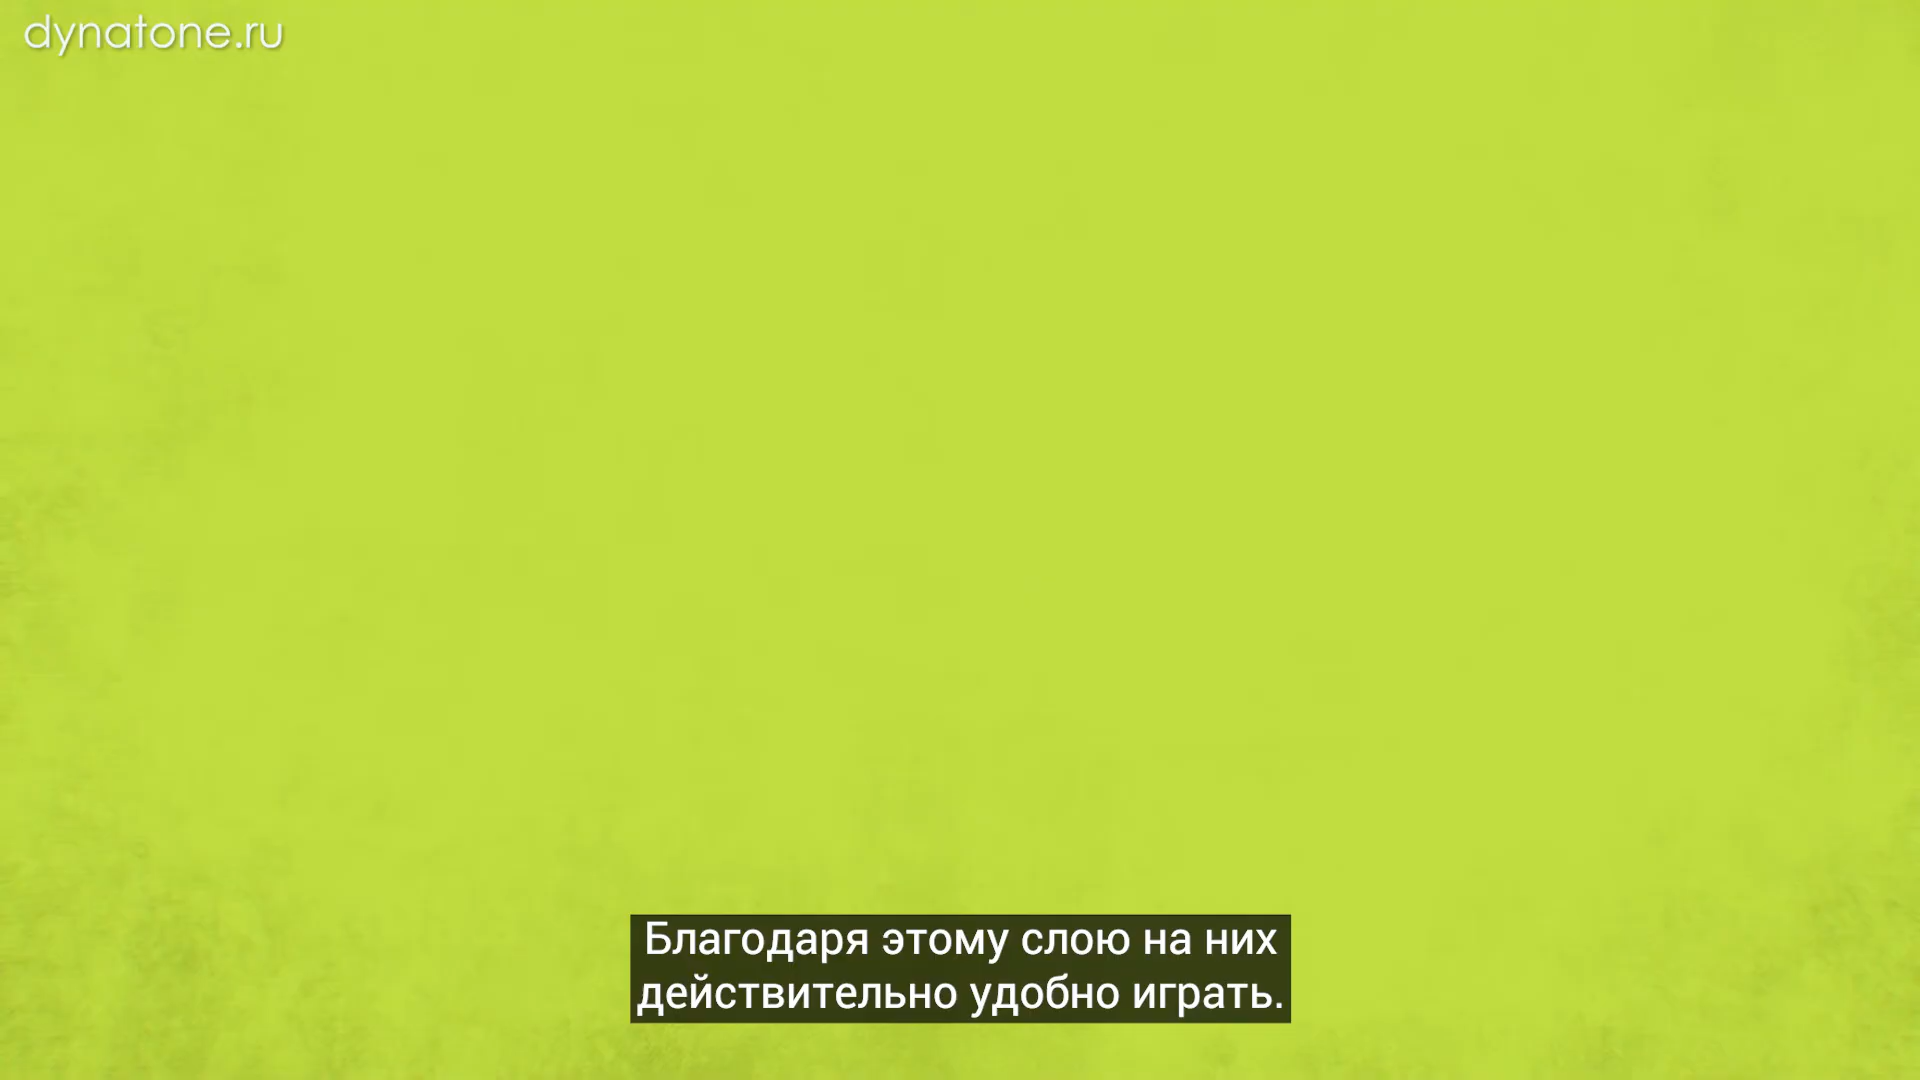 dynatone.ru
Благодаря этому слою на них
действительно удобно играть.